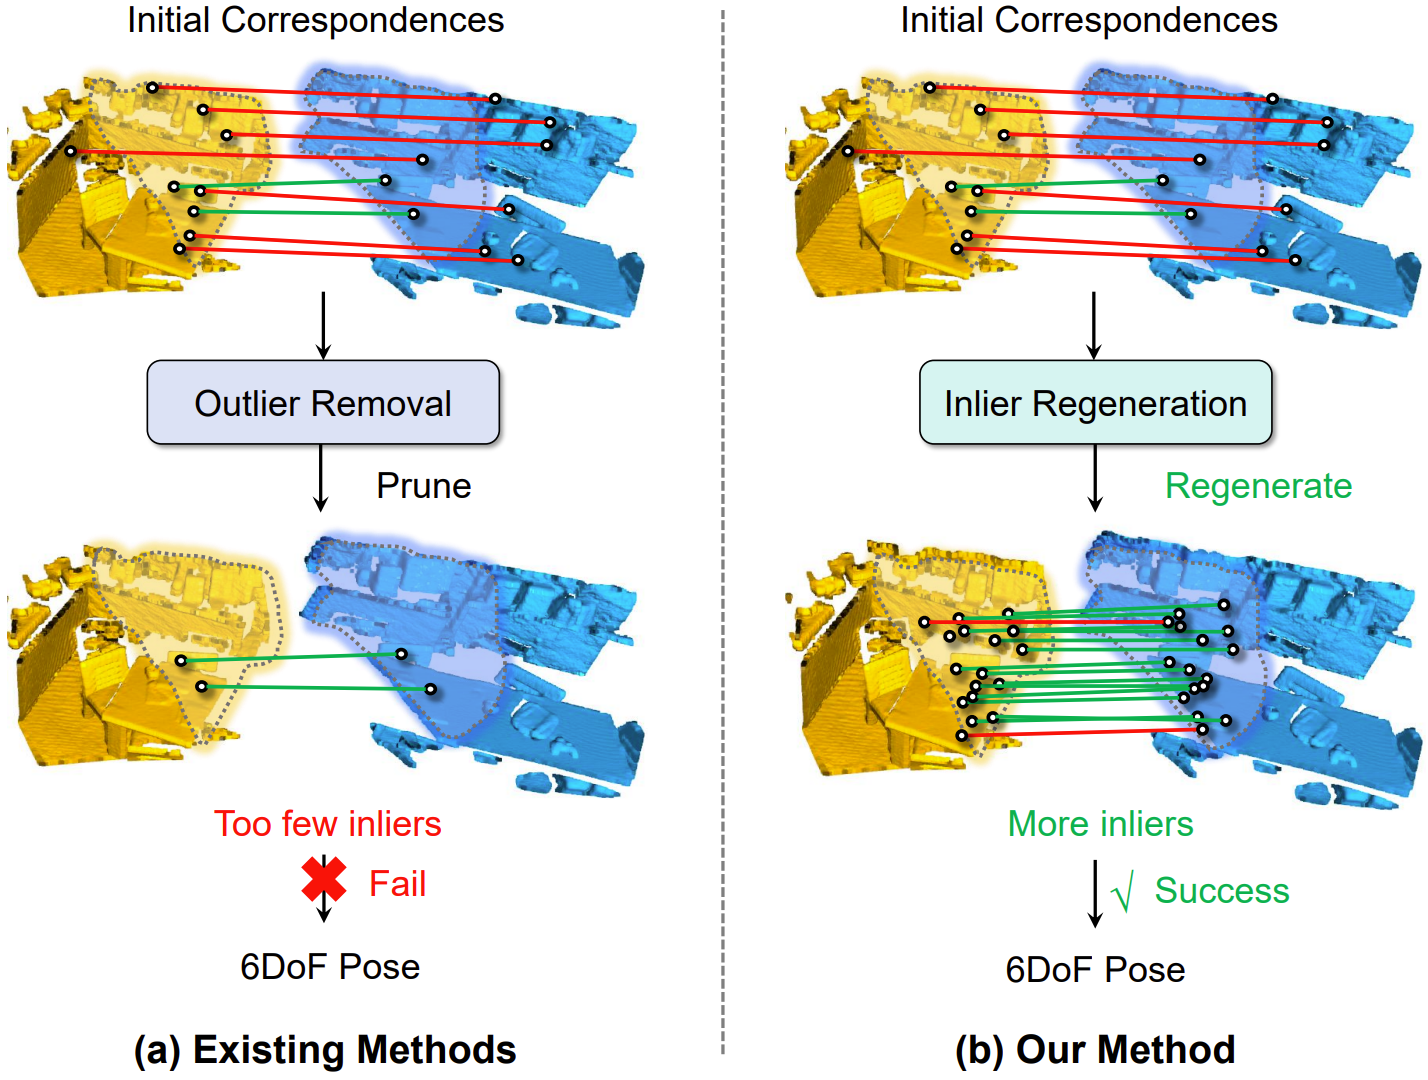 Initial Correspondences
Outlier Removal
Prune
Too few inliers
Fail
6DoF Pose
(a) Existing Methods
Initial Correspondences
Inlier Regeneration
Regenerate
More inliers
√ Success
6DoF Pose
(b) Our Method